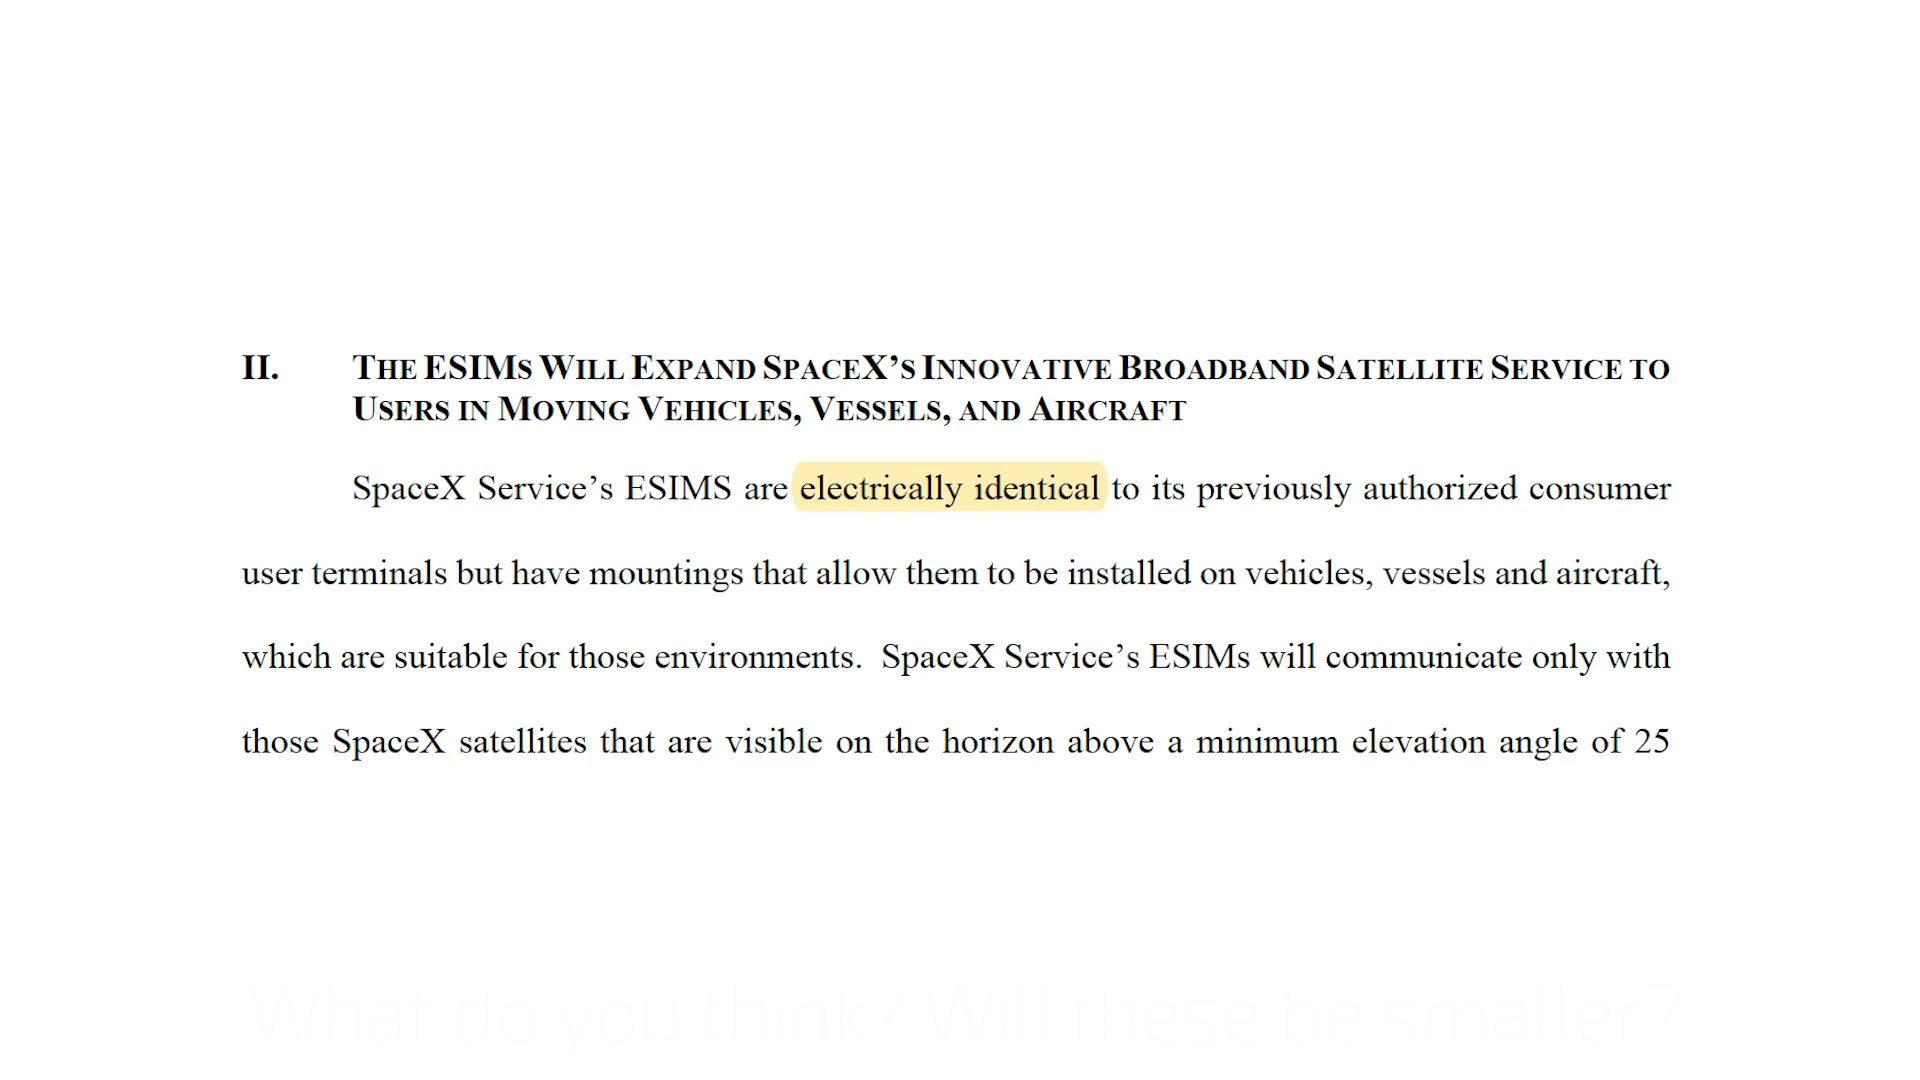 II. THE ESIMS WILL EXPAND SPACEX’S INNOVATIVE BROADBAND SATELLITE SERVICE TO
USERS IN MOVING VEHICLES, VESSELS, AND AIRCRAFT
SpaceX Service’s ESIMS are electrically identical to its previously authorized consumer
user terminals but have mountings that allow them to be installed on vehicles, vessels and aircraft,
which are suitable for those environments. SpaceX Service’s ESIMs will communicate only with
those SpaceX satellites that are visible on the horizon above a minimum elevation angle of 25
What do you think? Will these be smaller?